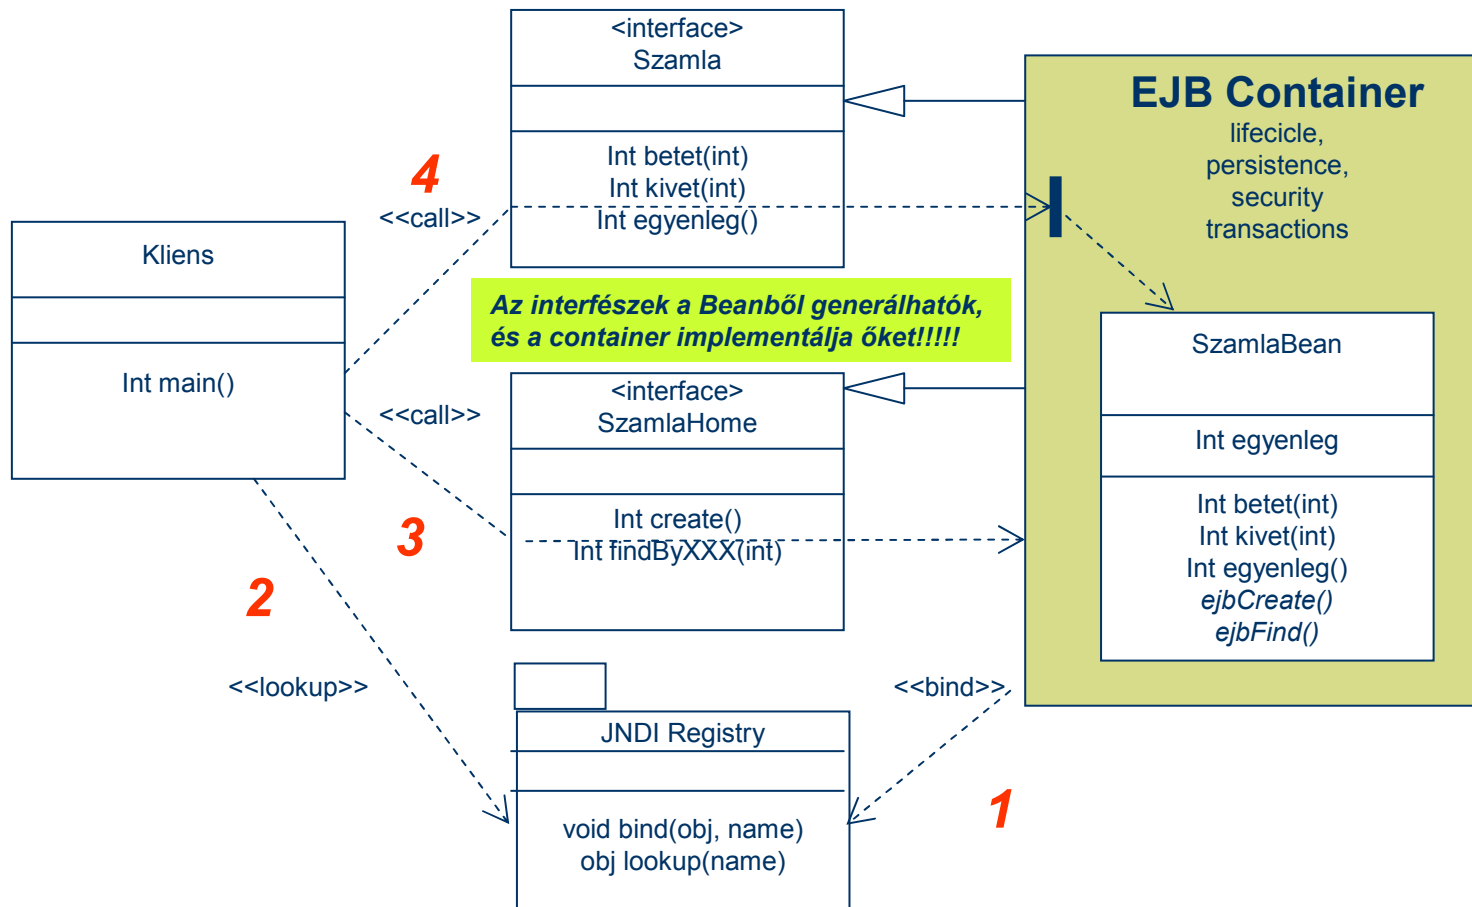 <interface>
Szamla
Int betet(int)
Int kivet(int)
Int egyenleg()
EJB Container
lifecicle,
persistence,
security
transactions
4
<<call>>
Kliens
Int main()
Az interfészek a Beanből generálhatók,
és a container implementálja őket!!!!!
SzamlaBean
Int egyenleg
Int betet(int)
Int kivet(int)
Int egyenleg()
ejbCreate()
ejbFind()
<<call>>
<interface>
SzamlaHome
Int create()
Int findByXXX(int)
3
2
<<lookup>>
<<bind>>
JNDI Registry
void bind(obj, name)
obj lookup(name)
1